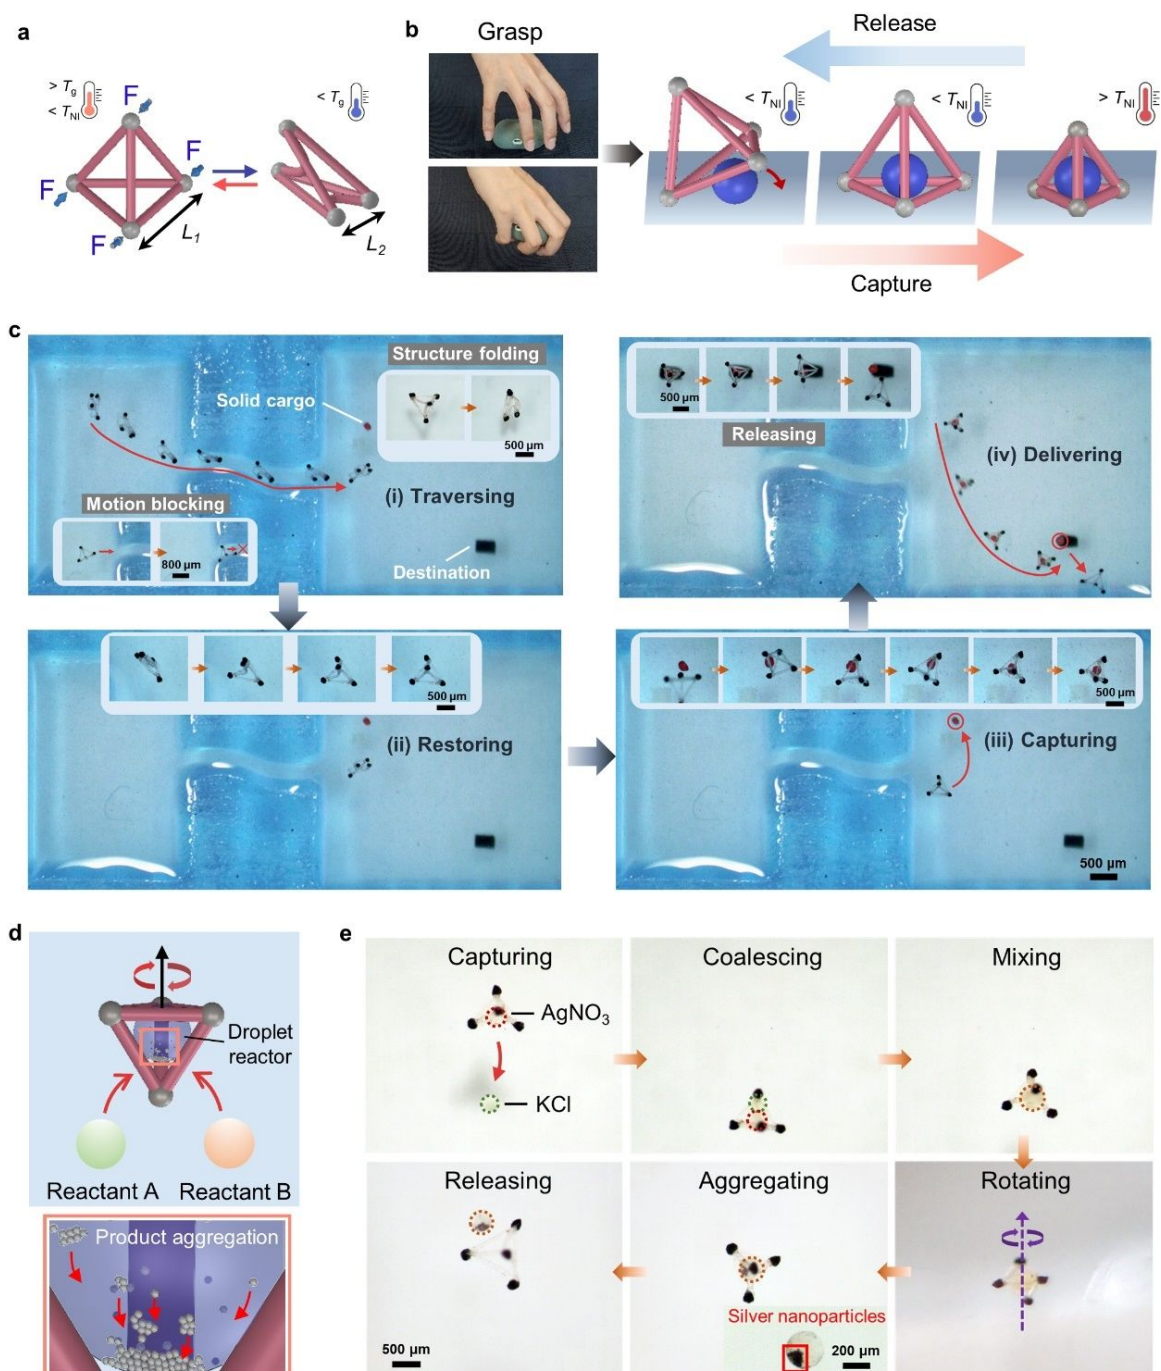 a
> Tg
< TNI
F
F
F
F
L1
< Tg
L2
b
Grasp
Release
< TNI
< TNI
> TNI
Capture
c
Structure folding
Solid cargo
500 µm
(i) Traversing
Motion blocking
800 µm
Destination
500 µm
Releasing
(iv) Delivering
500 µm
(ii) Restoring
500 µm
(iii) Capturing
500 µm
d
Droplet
reactor
Reactant A
Reactant B
Product aggregation
e
Capturing
AgNO3
KCl
Coalescing
Mixing
Releasing
500 µm
Aggregating
Silver nanoparticles
200 µm
Rotating